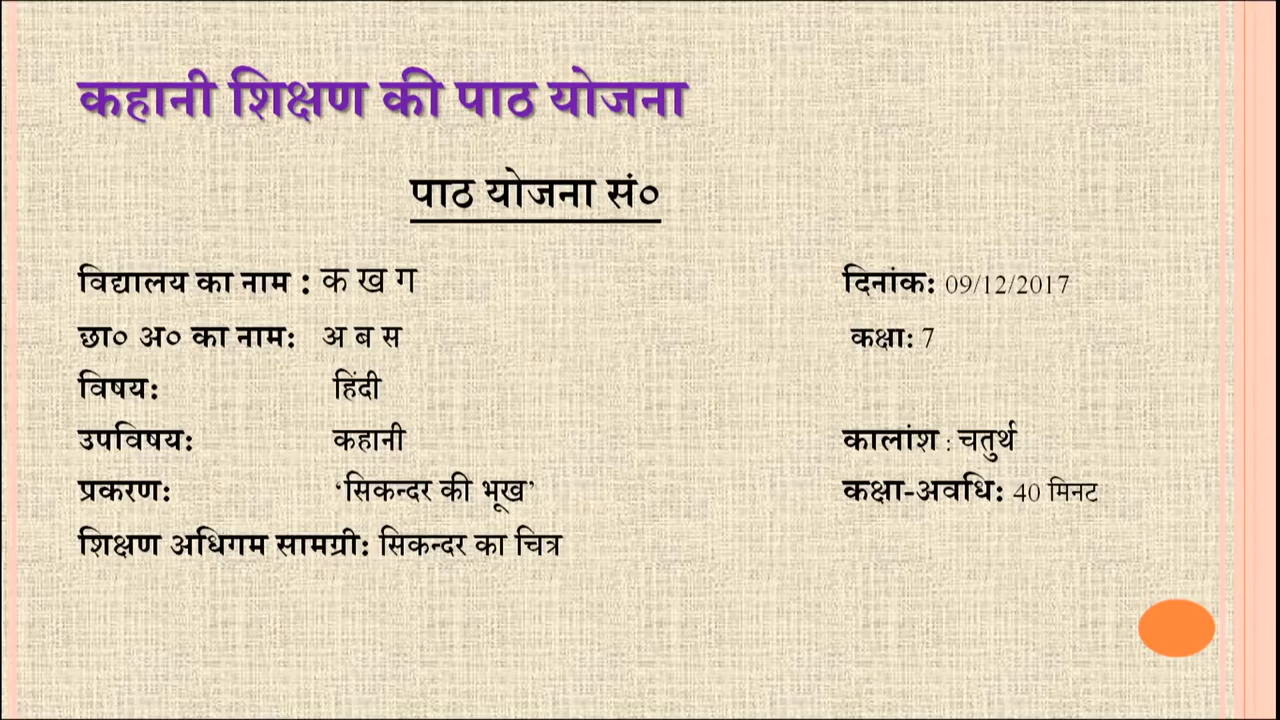 कहानी शिक्षण की पाठ योजना
पाठ योजना सं०
विद्यालय का नाम : क ख ग दिनांक: 09/12/2017
छा० अ० का नाम: अ ब स कक्षा: 7
विषय: हिंदी
उपविषय: कहानी कालांश : चतुर्थ
प्रकरण: ‘सिकन्दर की भूख’ कक्षा-अवधि: 40 मिनट
शिक्षण अधिगम सामग्री: सिकन्दर का चित्र